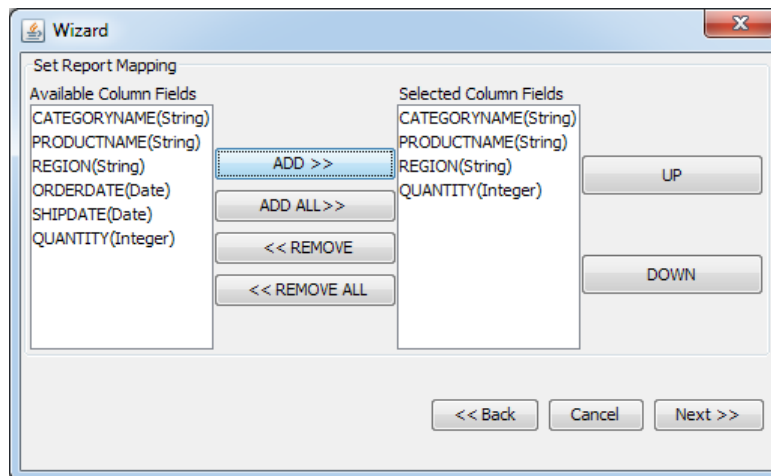 Wizard
Set Report Mapping
Available Column Fields
CATEGORYNAME(String)
PRODUCTNAME(String)
REGION(String)
ORDERDATE(Date)
SHIPDATE(Date)
QUANTITY(Integer)
ADD >>
ADD ALL>>
<< REMOVE
<< REMOVE ALL
Selected Column Fields
CATEGORYNAME(String)
PRODUCTNAME(String)
REGION(String)
QUANTITY(Integer)
UP
DOWN
<< Back
Cancel
Next >>